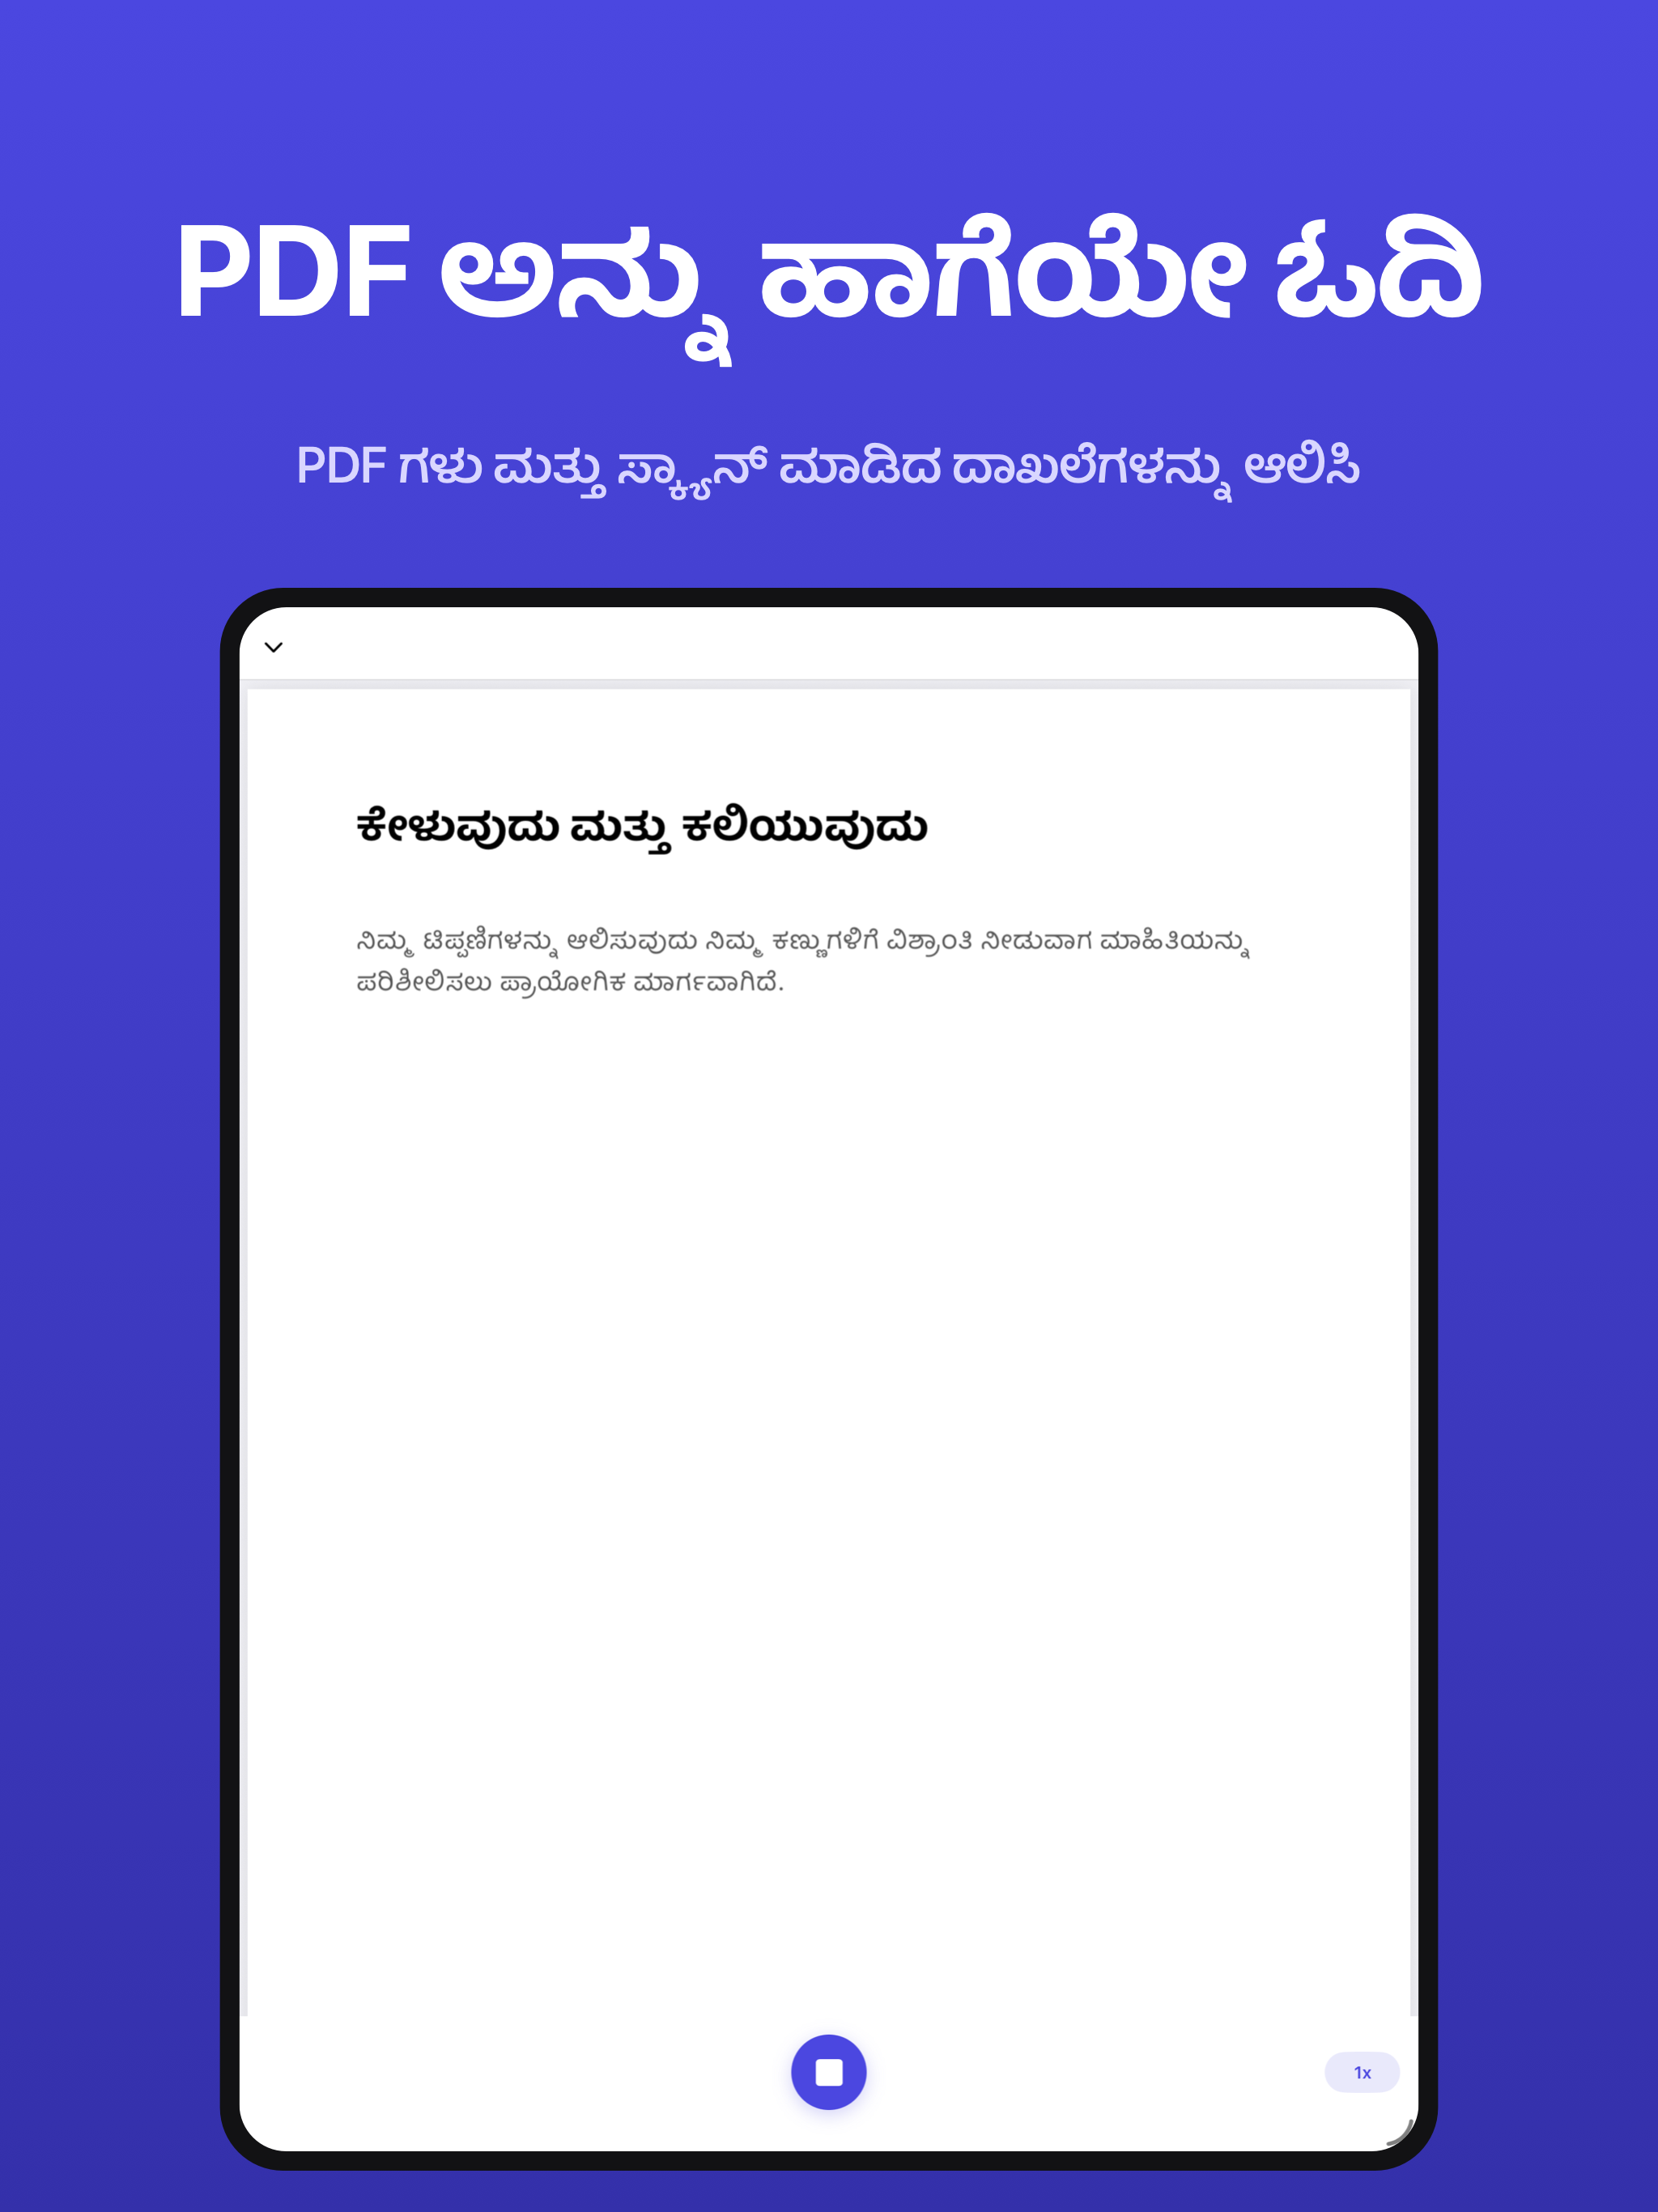 PDF ಅನ್ನು ಹಾಗೆಯೇ ಓದಿ
PDF ಗಳು ಮತ್ತು ಸ್ಕ್ಯಾನ್ ಮಾಡಿದ ದಾಖಲೆಗಳನ್ನು ಆಲಿಸಿ
ಕೇಳುವುದು ಮತ್ತು ಕಲಿಯುವುದು
ನಿಮ್ಮ ಟಿಪ್ಪಣಿಗಳನ್ನು ಆಲಿಸುವುದು ನಿಮ್ಮ ಕಣ್ಣುಗಳಿಗೆ ವಿಶ್ರಾಂತಿ ನೀಡುವಾಗ ಮಾಹಿತಿಯನ್ನು
ಪರಿಶೀಲಿಸಲು ಪ್ರಾಯೋಗಿಕ ಮಾರ್ಗವಾಗಿದೆ.
1x